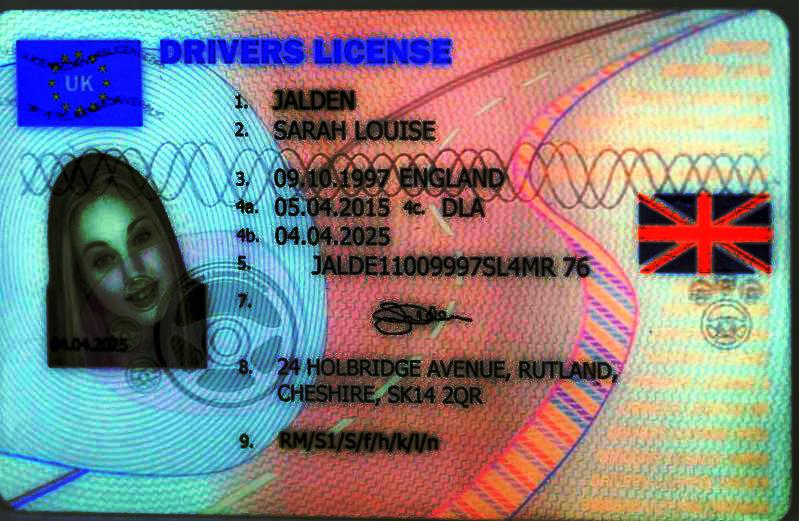 DRIVERS LICENSE
UK
1. JALDEN
2. SARAH LOUISE
3. 09.10.1997 ENGLAND
4a. 05.04.2015 4c. DLA
4b. 04.04.2025
5. JALDE11009997SL4MR 76
7.
04.04.2025
8. 24 HOLBRIDGE AVENUE, RUTLAND,
CHESHIRE, SK14 2QR
9. RM/S1/S/f/h/k/l/n